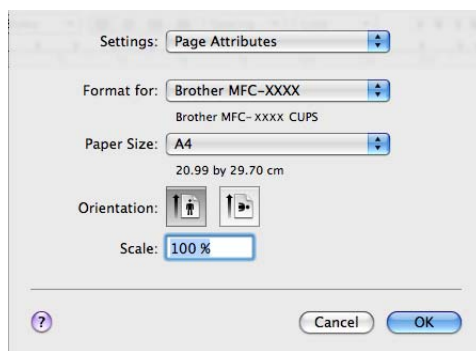 Settings: Page Attributes
Format for: Brother MFC-XXXX
Brother MFC-XXXX CUPS
Paper Size: A4
20.99 by 29.70 cm
Orientation:
Scale: 100 %
? Cancel OK